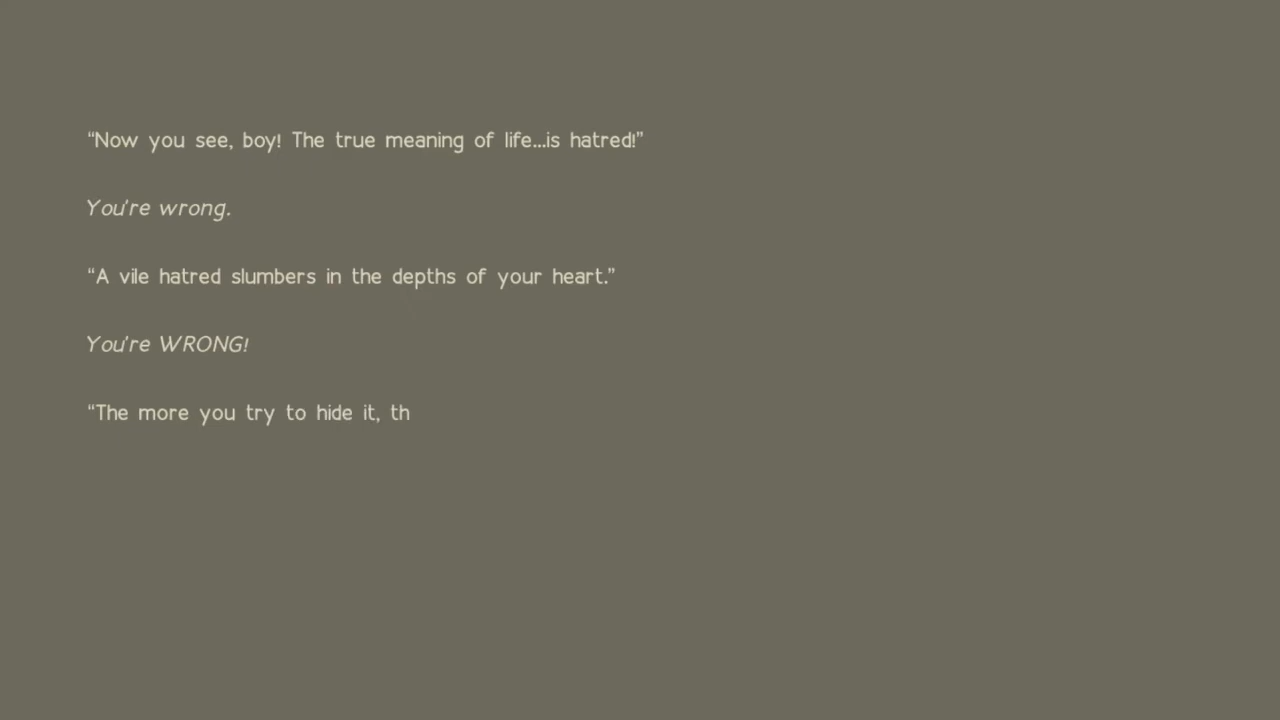 “Now you see, boy! The true meaning of life...is hatred!”
You're wrong.
“A vile hatred slumbers in the depths of your heart.”
You're WRONG!
“The more you try to hide it, th